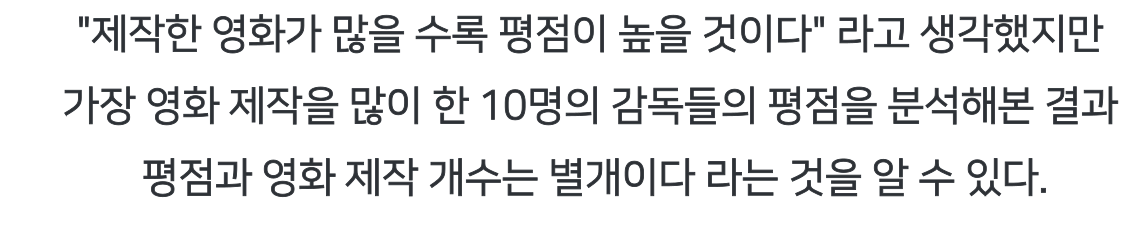 "제작한 영화가 많을 수록 평점이 높을 것이다" 라고 생각했지만
가장 영화 제작을 많이 한 10명의 감독들의 평점을 분석해본 결과
평점과 영화 제작 개수는 별개이다 라는 것을 알 수 있다.